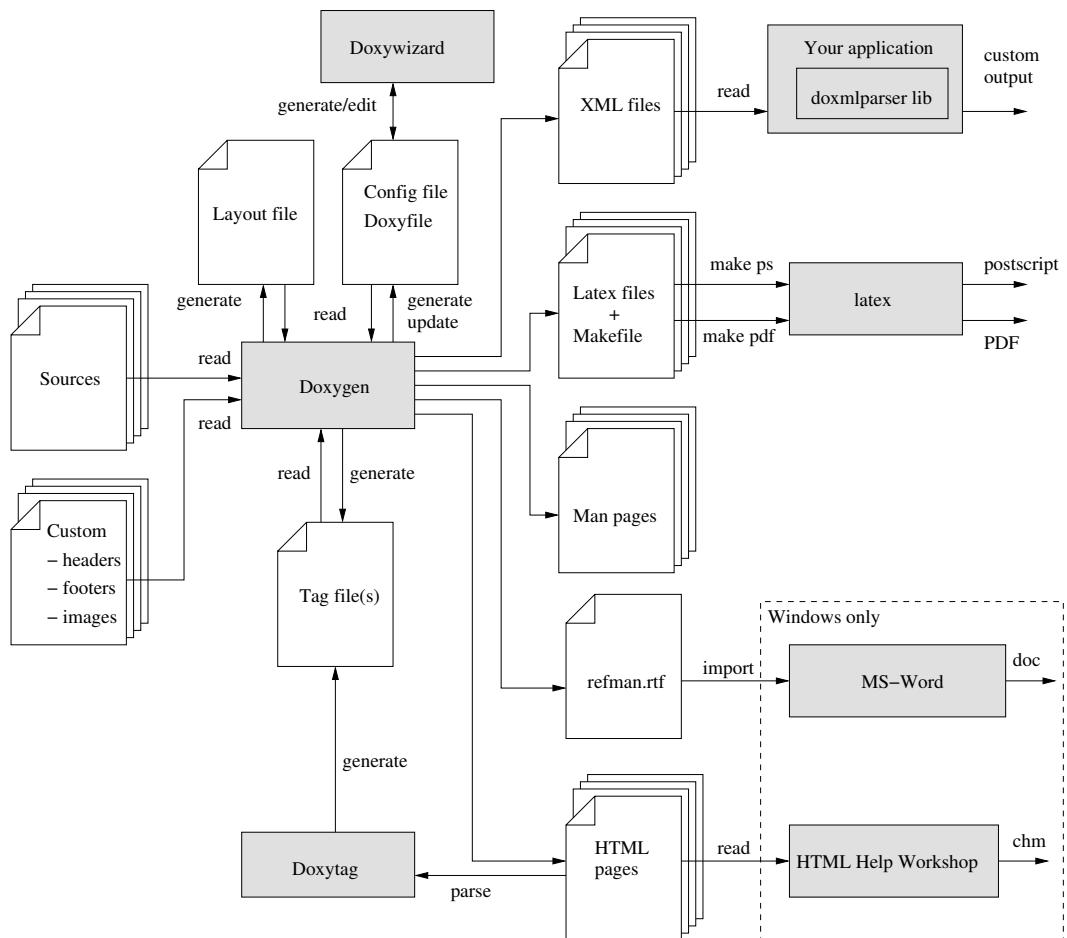 Doxywizard
generate/edit
Layout file
Config file
Doxyfile
generate
read
generate
update
Sources
read
Doxygen
read
Custom
– headers
– footers
– images
read
generate
Tag file(s)
generate
Doxytag
parse
XML files
read
Your application
doxmlparser lib
custom
output
Latex files
+
Makefile
make ps
make pdf
latex
postscript
PDF
Man pages
refman.rtf
import
Windows only
MS–Word
doc
HTML
pages
read
HTML Help Workshop
chm